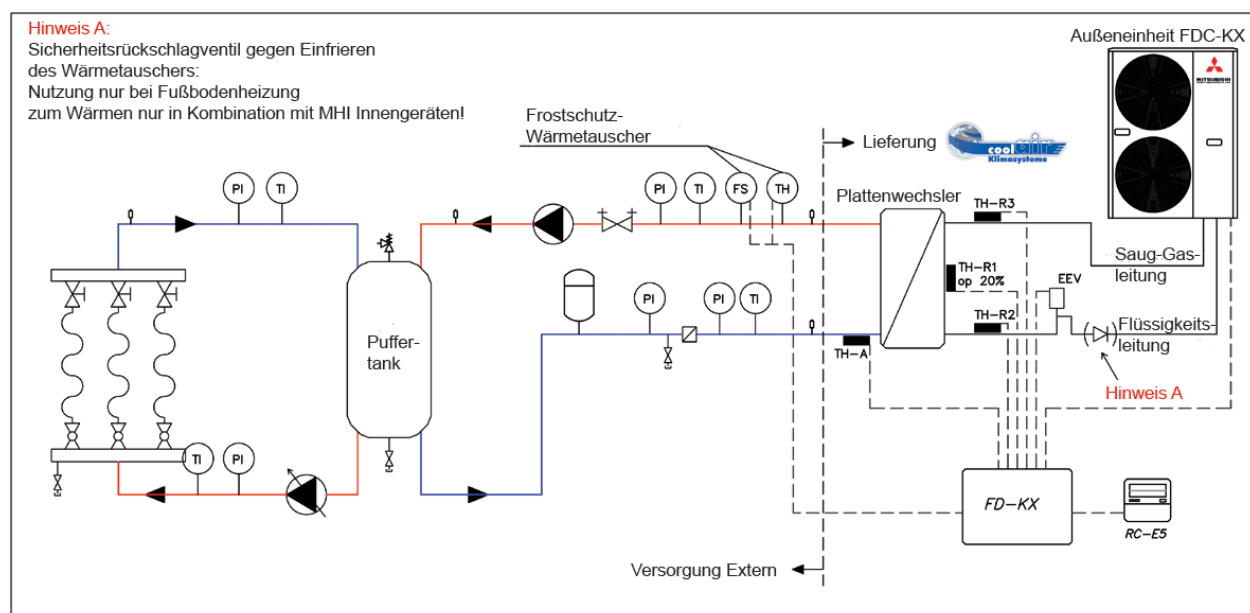 Hinweis A:
Sicherheitsrückschlagventil gegen Einfrieren
des Wärmetauschers:
Nutzung nur bei Fußbodenheizung
zum Wärmen nur in Kombination mit MHI Innengeräten!
Außeneinheit FDC-KX
MITSUBISHI
Frostschutz-
Wärmetauscher
Lieferung
coolair
Klimasysteme
PI
TI
PI
TI
FS
TH
Plattenwechsler
TH-R3
Saug-Gas-
leitung
TH-R1
op 20%
EEV
TH-R2
Flüssigkeits-
leitung
Puffer-
tank
PI
PI
TI
TH-A
Hinweis A
TI
PI
FD-KX
RC-E5
Versorgung Extern